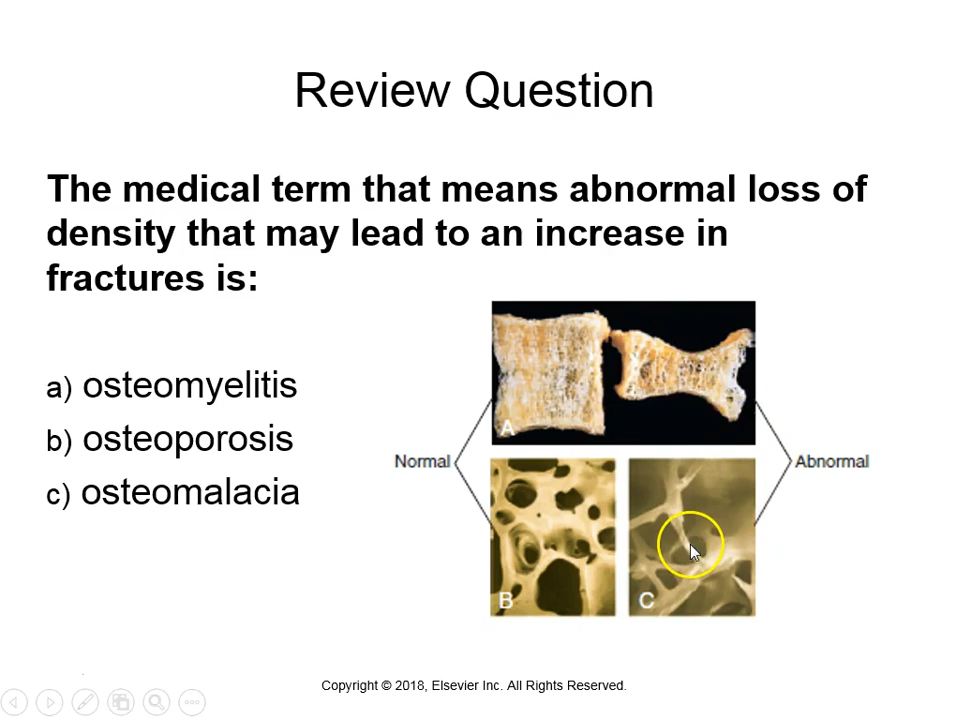 Review Question
The medical term that means abnormal loss of
density that may lead to an increase in
fractures is:
a) osteomyelitis
b) osteoporosis
c) osteomalacia
A
Normal
Abnormal
B
C
Copyright © 2018, Elsevier Inc. All Rights Reserved.